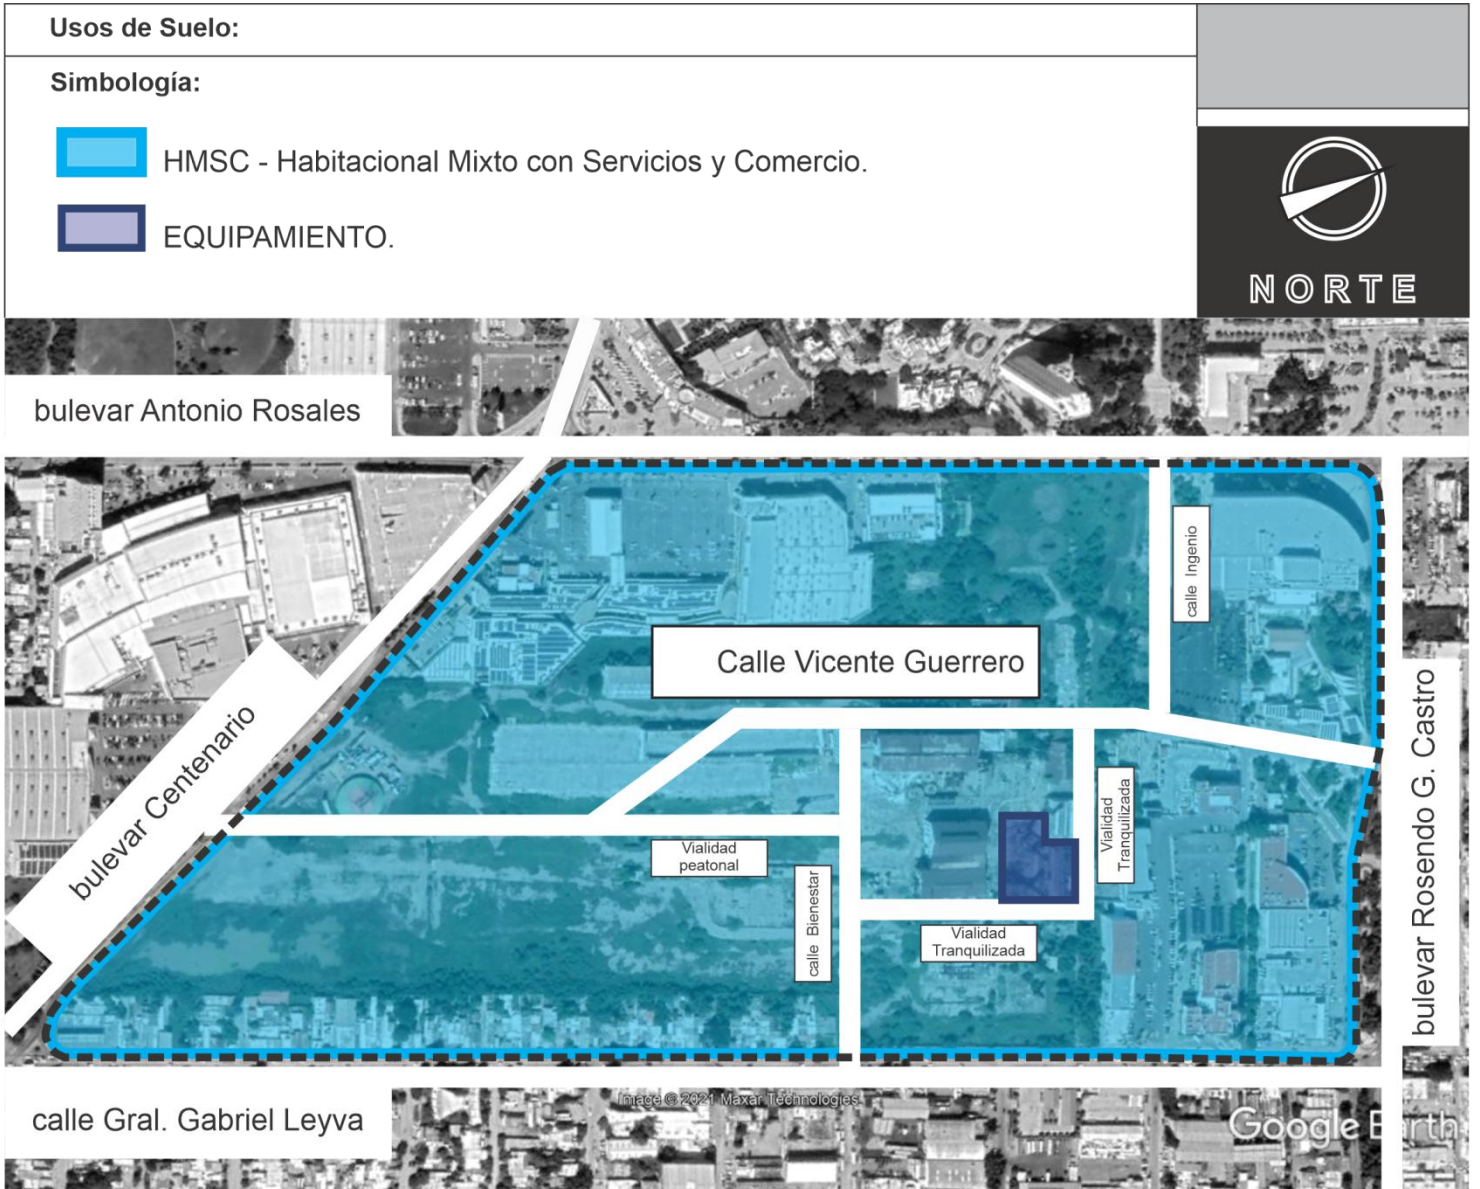 Usos de Suelo:
Simbología:
HMSC - Habitacional Mixto con Servicios y Comercio.
EQUIPAMIENTO.
NORTE
bulevar Antonio Rosales
calle Ingenio
Calle Vicente Guerrero
bulevar Centenario
bulevar Rosendo G. Castro
Vialidad
Tranquilizada
Vialidad
peatonal
calle Bienestar
Vialidad
Tranquilizada
calle Gral. Gabriel Leyva
Image © 2021 Maxar Technologies
Google Earth